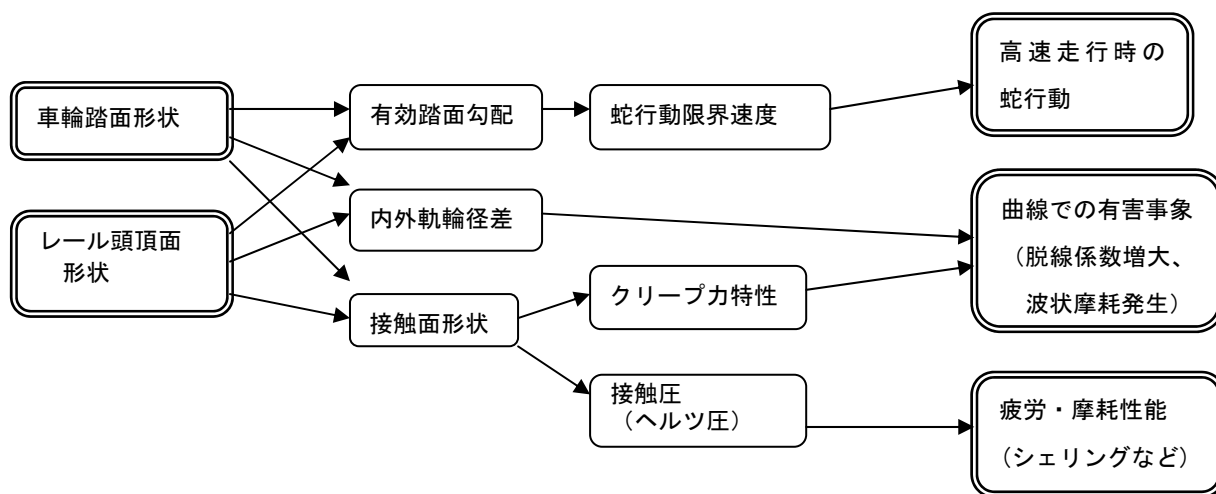 車輪踏面形状
レール頭頂面
形状
有効踏面勾配
内外軌輪径差
接触面形状
蛇行動限界速度
クリープ力特性
接触圧
（ヘルツ圧）
高速走行時の
蛇行動
曲線での有害事象
（脱線係数増大、
波状摩耗発生）
疲労・摩耗性能
（シェリングなど）